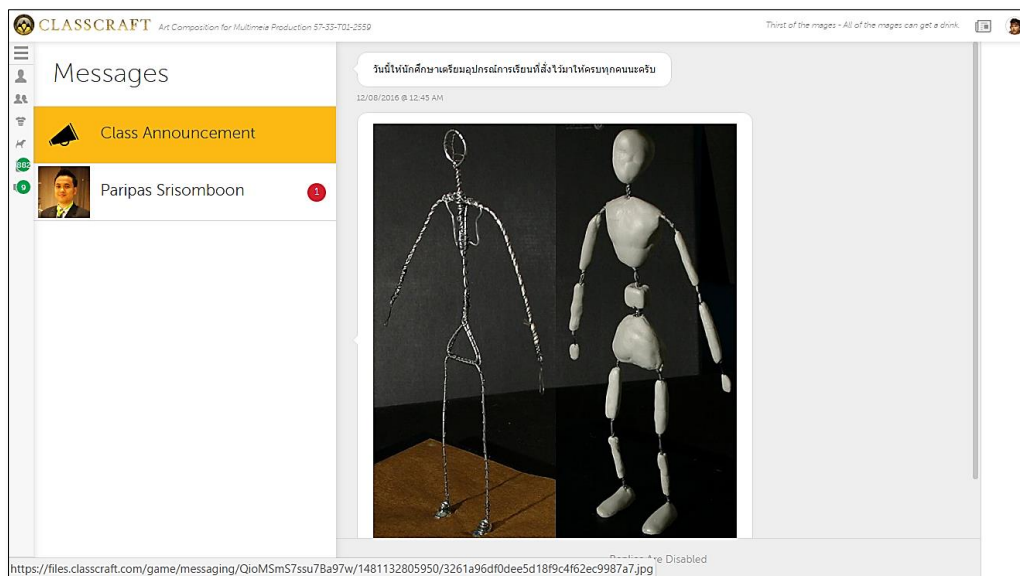 CLASSCRAFT Art Composition for Multimeia Production 57-33-T01-2559
Thirst of the mages - All of the mages can get a drink.
Messages
Class Announcement
Paripas Srisomboon
1
882
9
วันนี้ให้นักศึกษาเตรียมอุปกรณ์การเรียนที่สั่งไว้มาให้ครบทุกคนนะครับ
12/08/2016 @ 12:45 AM
Replies Are Disabled
https://files.classcraft.com/game/messaging/QioMSmS7ssu7Ba97w/1481132805950/3261a96df0dee5d18f9c4f62ec9987a7.jpg